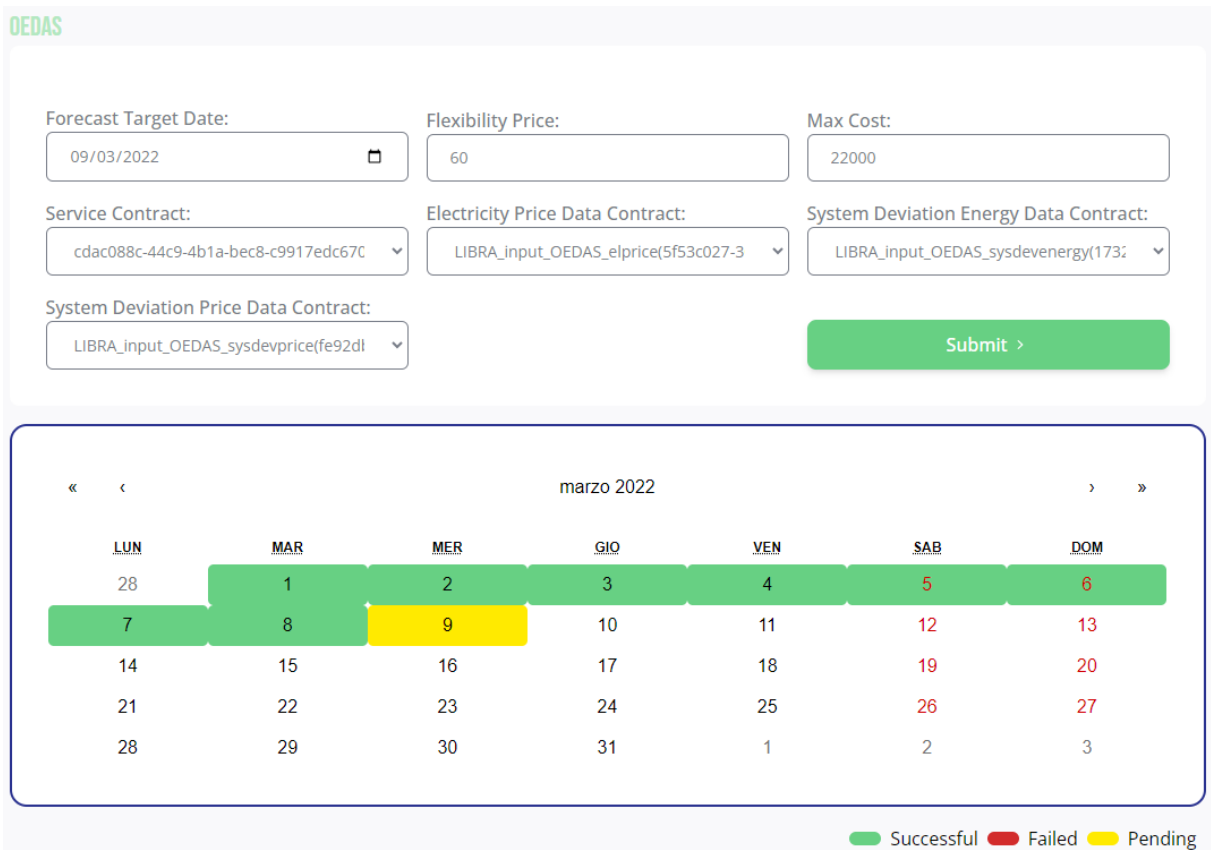 OEDAS
Forecast Target Date: Flexibility Price: Max Cost:
09/03/2022 60 22000
Service Contract: Electricity Price Data Contract: System Deviation Energy Data Contract:
cdac088c-44c9-4b1a-bec8-c9917edc670 LIBRA_input_OEDAS_elprice(5f53c027-3 LIBRA_input_OEDAS_sysdevenergy(1732
System Deviation Price Data Contract:
LIBRA_input_OEDAS_sysdevprice(fe92db Submit ›
« ‹ marzo 2022 › »
LUN MAR MER GIO VEN SAB DOM
28 1 2 3 4 5 6
7 8 9 10 11 12 13
14 15 16 17 18 19 20
21 22 23 24 25 26 27
28 29 30 31 1 2 3
Successful Failed Pending